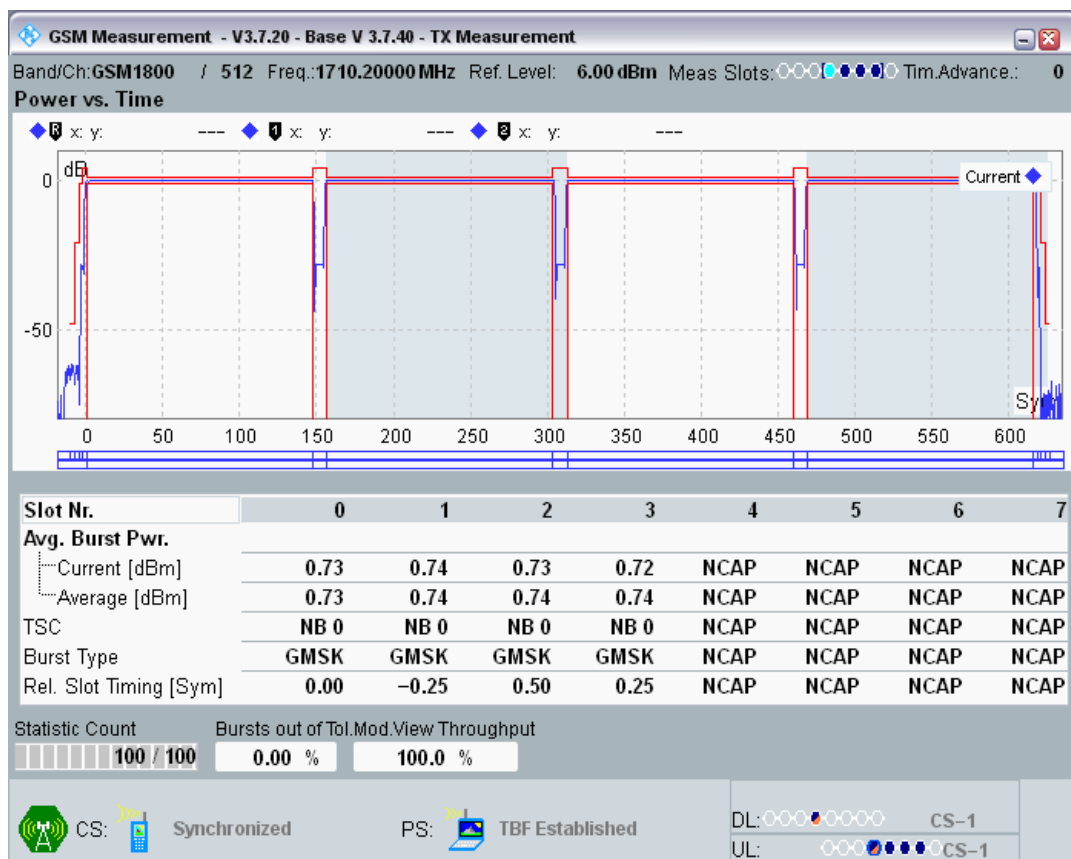 GSM Measurement - V3.7.20 - Base V 3.7.40 - TX Measurement
Band/Ch:GSM1800 / 512 Freq.:1710.20000 MHz Ref. Level: 6.00 dBm Meas Slots: Tim.Advance.: 0
Power vs. Time
R x: y: --- 1 x: y: --- 2 x: y: ---
dB
0 Current
-50
Sy
0 50 100 150 200 250 300 350 400 450 500 550 600
Slot Nr. 0 1 2 3 4 5 6 7
Avg. Burst Pwr.
Current [dBm] 0.73 0.74 0.73 0.72 NCAP NCAP NCAP NCAP
Average [dBm] 0.73 0.74 0.74 0.74 NCAP NCAP NCAP NCAP
TSC NB 0 NB 0 NB 0 NB 0 NCAP NCAP NCAP NCAP
Burst Type GMSK GMSK GMSK GMSK NCAP NCAP NCAP NCAP
Rel. Slot Timing [Sym] 0.00 −0.25 0.50 0.25 NCAP NCAP NCAP NCAP
Statistic Count Bursts out of Tol.Mod.View Throughput
100 / 100 0.00 % 100.0 %
CS: Synchronized PS: TBF Established DL: CS−1
UL: CS−1